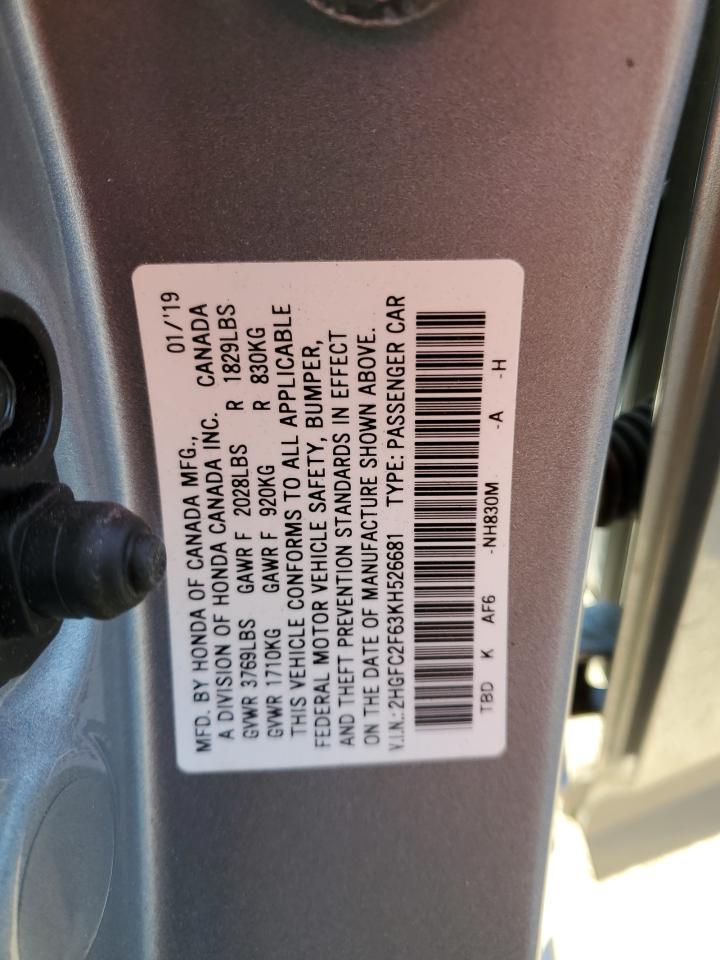 MFD. BY HONDA OF CANADA MFG., 01/'19
A DIVISION OF HONDA CANADA INC. CANADA
GVWR 3769LBS GAWR F 2028LBS R 1829LBS
GVWR 1710KG GAWR F 920KG R 830KG
THIS VEHICLE CONFORMS TO ALL APPLICABLE
FEDERAL MOTOR VEHICLE SAFETY, BUMPER,
AND THEFT PREVENTION STANDARDS IN EFFECT
ON THE DATE OF MANUFACTURE SHOWN ABOVE.
V.I.N.: 2HGFC2F63KH526681 TYPE: PASSENGER CAR
TBD K AF6 -NH830M -A -H